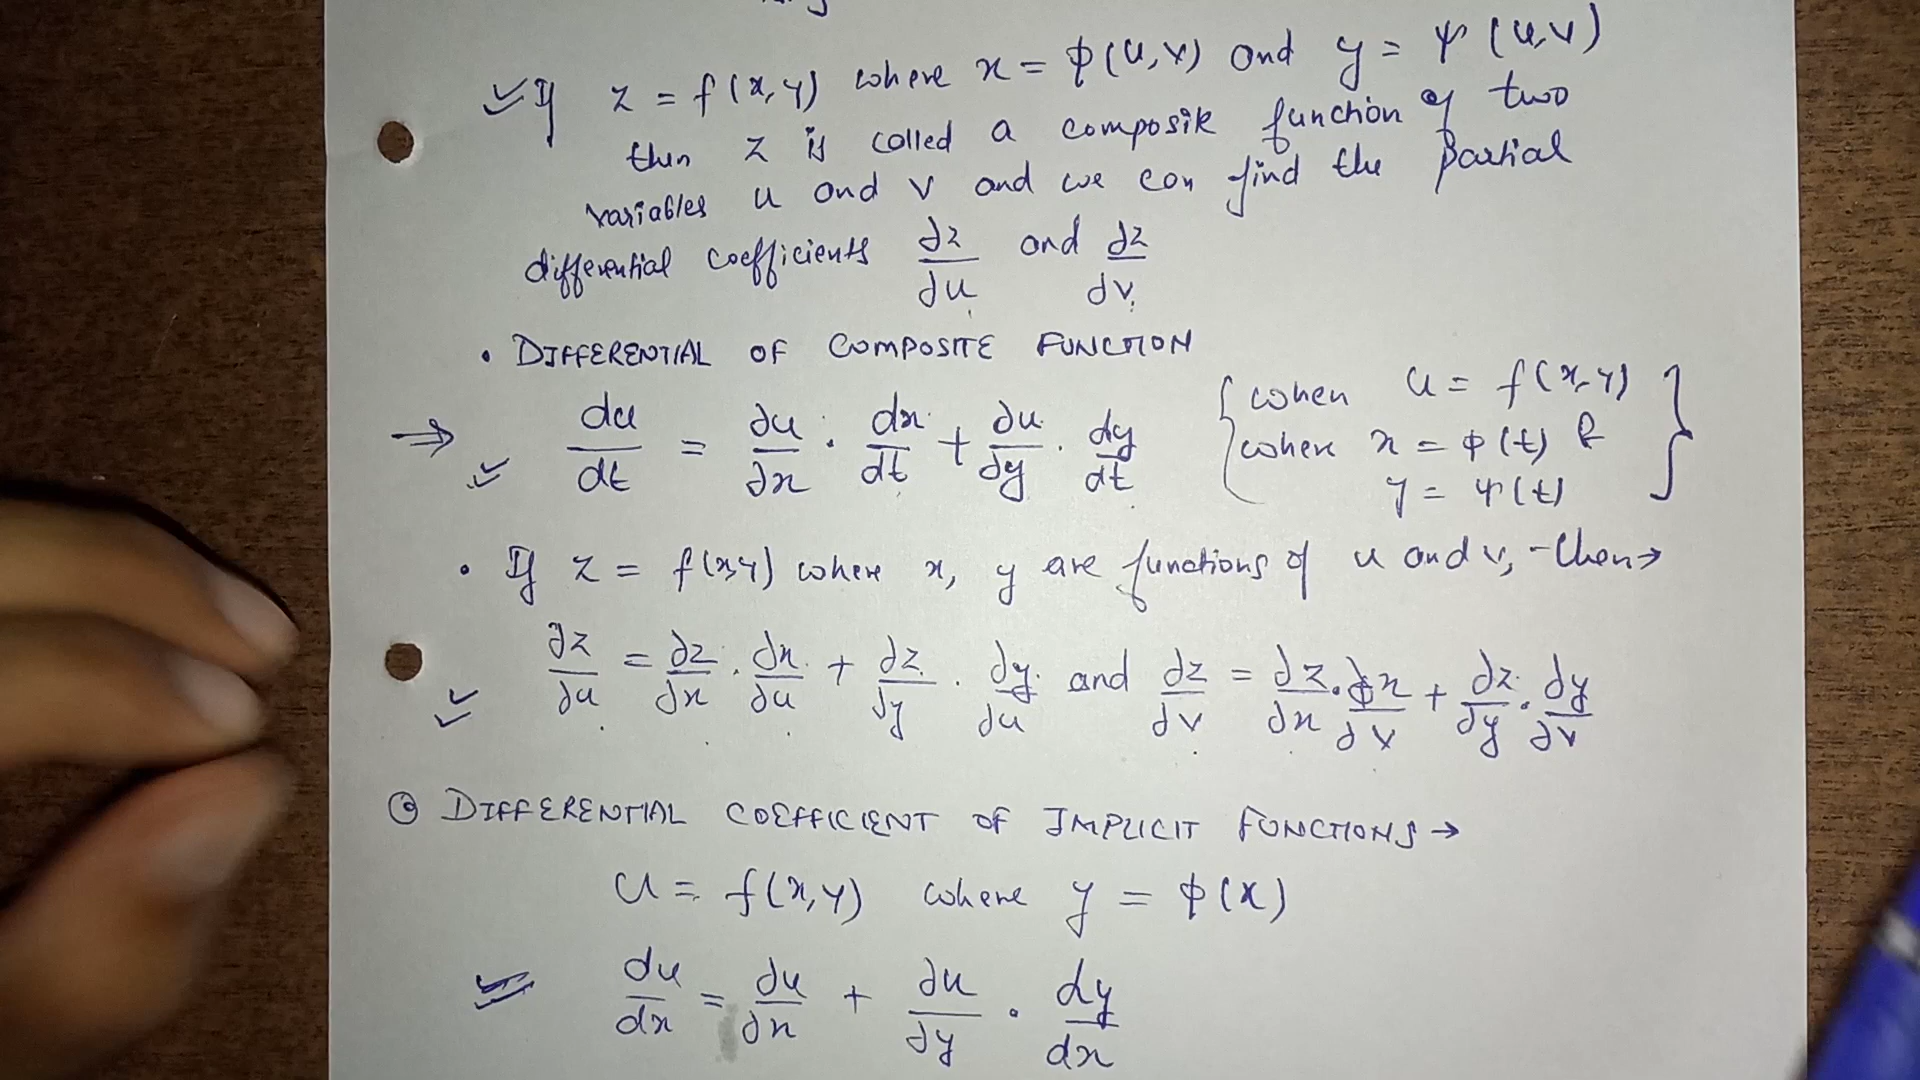 If z = f(x,y) where x = ϕ(u,v) and y = ψ(u,v)
then z is called a composite function of two
variables u and v and we can find the partial
differential coefficients ∂z/∂u and ∂z/∂v.
• DIFFERENTIAL OF COMPOSITE FUNCTION
⇒ du/dt = ∂u/∂x · dx/dt + ∂u/∂y · dy/dt { when u = f(x,y)
where x = ϕ(t) &
y = ψ(t) }
• If z = f(x,y) where x, y are functions of u and v, then →
∂z/∂u = ∂z/∂x · ∂x/∂u + ∂z/∂y · ∂y/∂u and ∂z/∂v = ∂z/∂x · ∂x/∂v + ∂z/∂y · ∂y/∂v
DIFFERENTIAL COEFFICIENT OF IMPLICIT FUNCTIONS →
u = f(x,y) where y = ϕ(x)
du/dx = ∂u/∂x + ∂u/∂y · dy/dx